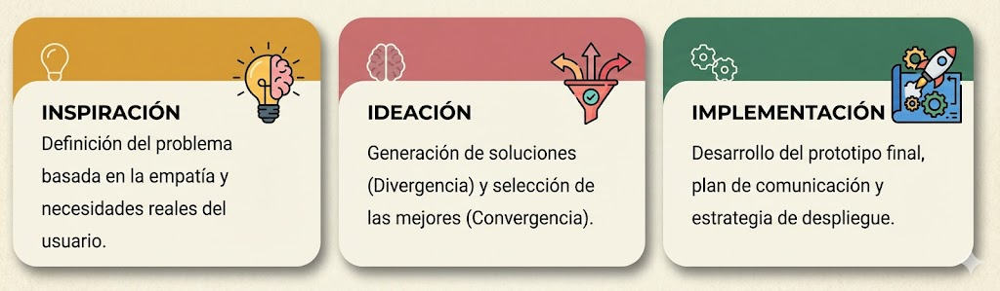 INSPIRACIÓN
Definición del problema
basada en la empatía y
necesidades reales del
usuario.
IDEACIÓN
Generación de soluciones
(Divergencia) y selección de
las mejores (Convergencia).
IMPLEMENTACIÓN
Desarrollo del prototipo final,
plan de comunicación y
estrategia de despliegue.